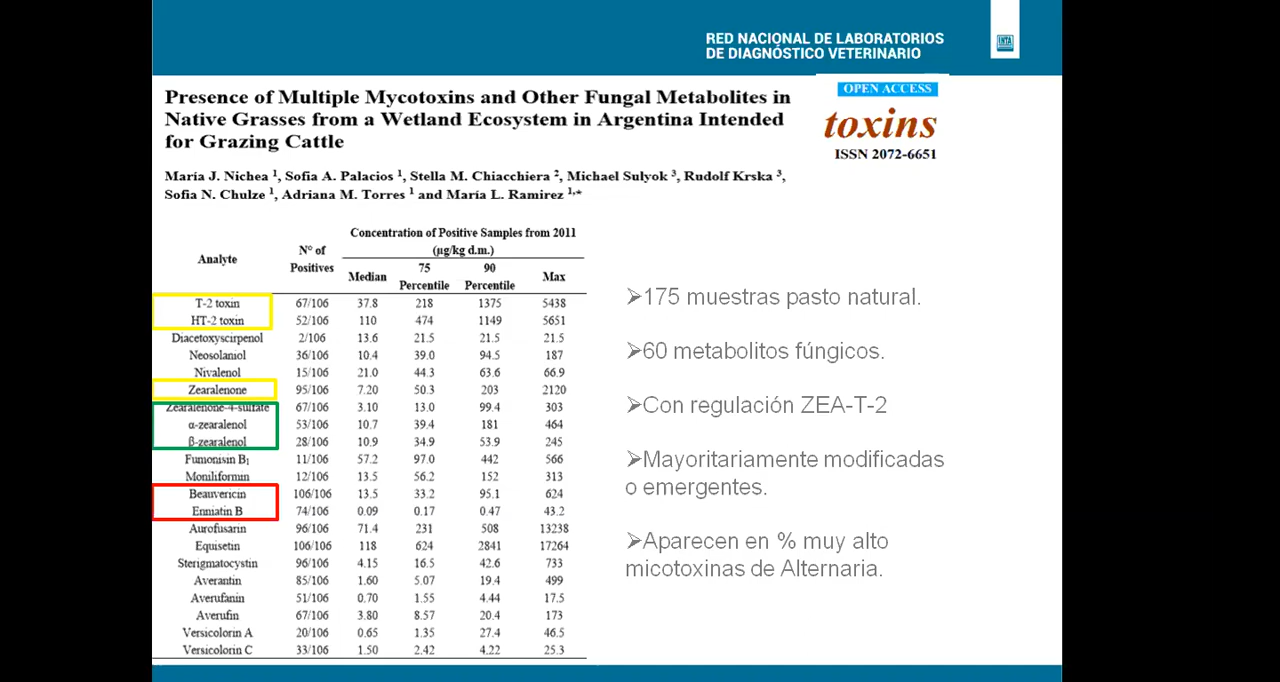 RED NACIONAL DE LABORATORIOS
DE DIAGNÓSTICO VETERINARIO
INTA
Presence of Multiple Mycotoxins and Other Fungal Metabolites in
Native Grasses from a Wetland Ecosystem in Argentina Intended
for Grazing Cattle
OPEN ACCESS
toxins
ISSN 2072-6651
María J. Nichea 1, Sofia A. Palacios 1, Stella M. Chiacchiera 2, Michael Sulyok 3, Rudolf Krska 3,
Sofia N. Chulze 1, Adriana M. Torres 1 and María L. Ramirez 1,*
Concentration of Positive Samples from 2011
(µg/kg d.m.)
Analyte N° of Positives Median 75 Percentile 90 Percentile Max
T-2 toxin 67/106 37.8 218 1375 5438
HT-2 toxin 52/106 110 474 1149 5651
Diacetoxyscirpenol 2/106 13.6 21.5 21.5 21.5
Neosolaniol 36/106 10.4 39.0 94.5 187
Nivalenol 15/106 21.0 44.3 63.6 66.9
Zearalenone 95/106 7.20 50.3 203 2120
Zearalenone-4-sulfate 67/106 3.10 13.0 99.4 303
α-zearalenol 53/106 10.7 39.4 181 464
β-zearalenol 28/106 10.9 34.9 53.9 245
Fumonisin B1 11/106 57.2 97.0 442 566
Moniliformin 12/106 13.5 56.2 152 313
Beauvericin 106/106 13.5 33.2 95.1 624
Enniatin B 74/106 0.09 0.17 0.47 43.2
Aurofusarin 96/106 71.4 231 508 13238
Equisetin 106/106 118 624 2841 17264
Sterigmatocystin 96/106 4.15 16.5 42.6 733
Averantin 85/106 1.60 5.07 19.4 499
Averufanin 51/106 0.70 1.55 4.44 17.5
Averufin 67/106 3.80 8.57 20.4 173
Versicolorin A 20/106 0.65 1.35 27.4 46.5
Versicolorin C 33/106 1.50 2.42 4.22 25.3
➢175 muestras pasto natural.
➢60 metabolitos fúngicos.
➢Con regulación ZEA-T-2
➢Mayoritariamente modificadas
o emergentes.
➢Aparecen en % muy alto
micotoxinas de Alternaria.